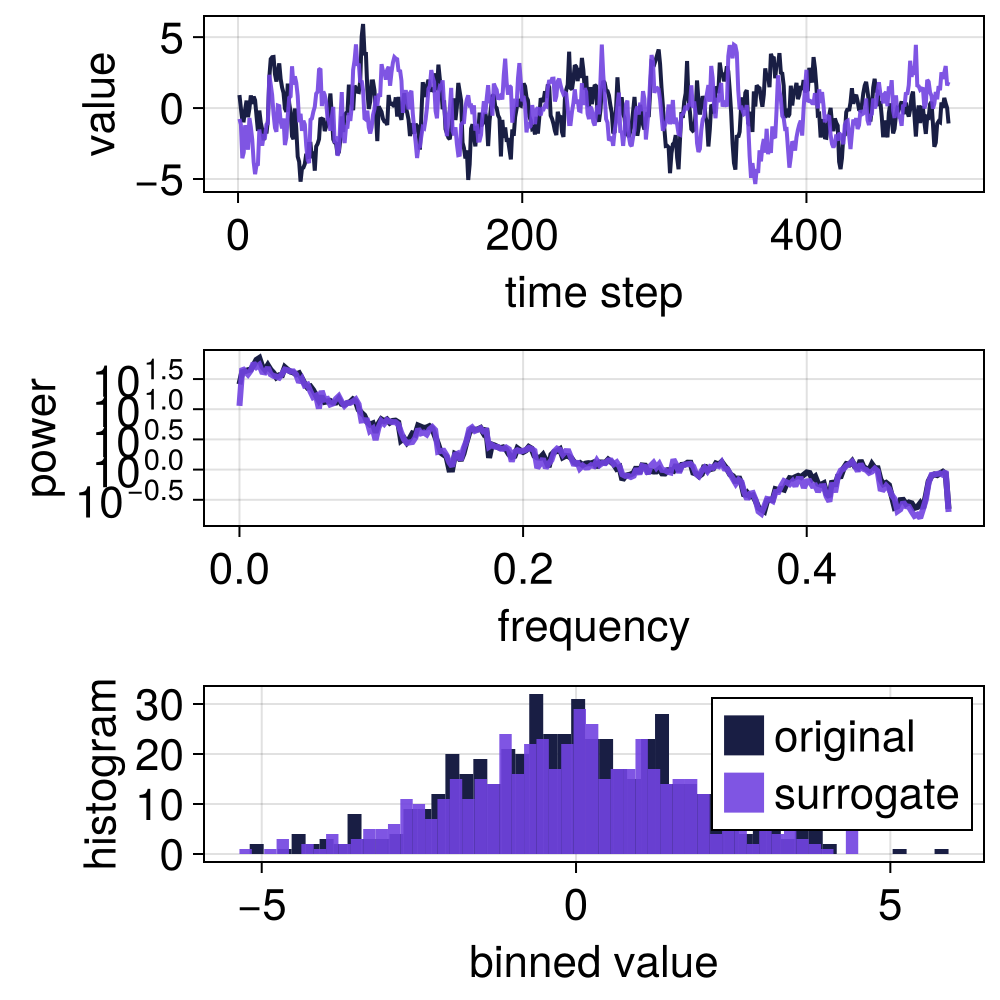 value
5
0
−5
0 200 400
time step
power
10^1.5
10^1.0
10^0.5
10^0.0
10^−0.5
0.0 0.2 0.4
frequency
histogram
30
20
10
0
original
surrogate
−5 0 5
binned value